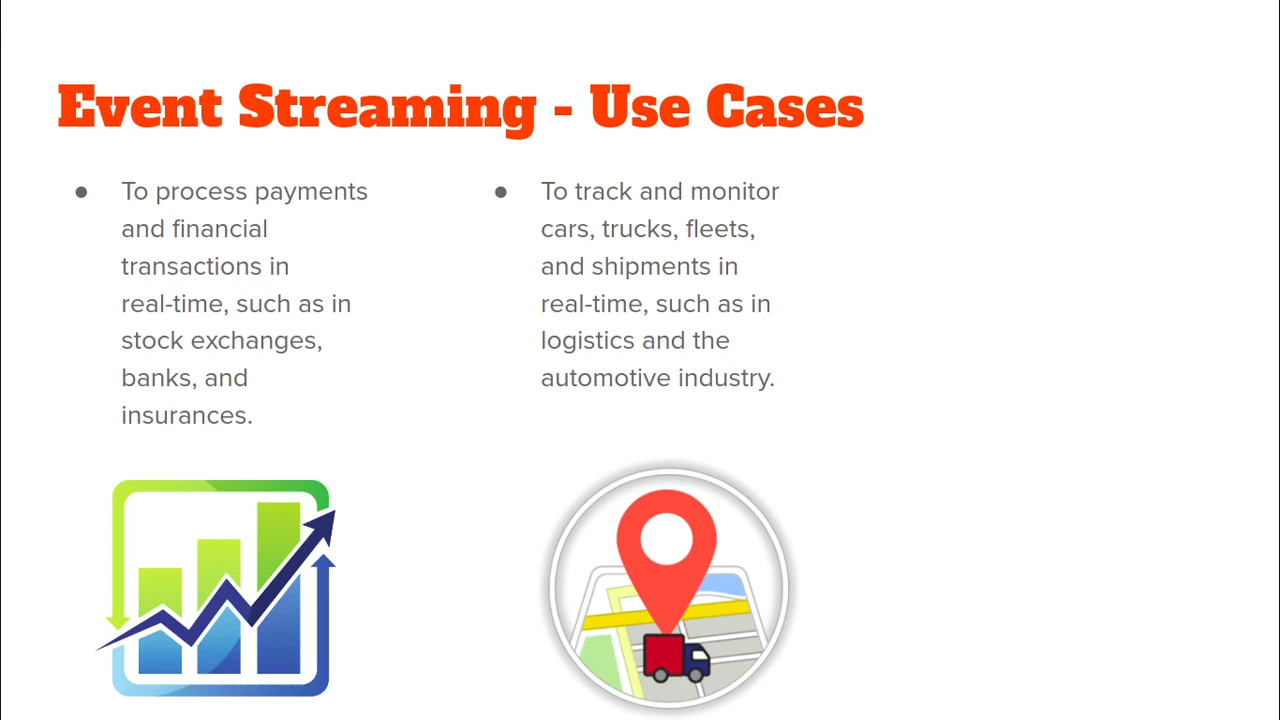 Event Streaming - Use Cases
● To process payments
and financial
transactions in
real-time, such as in
stock exchanges,
banks, and
insurances.
● To track and monitor
cars, trucks, fleets,
and shipments in
real-time, such as in
logistics and the
automotive industry.